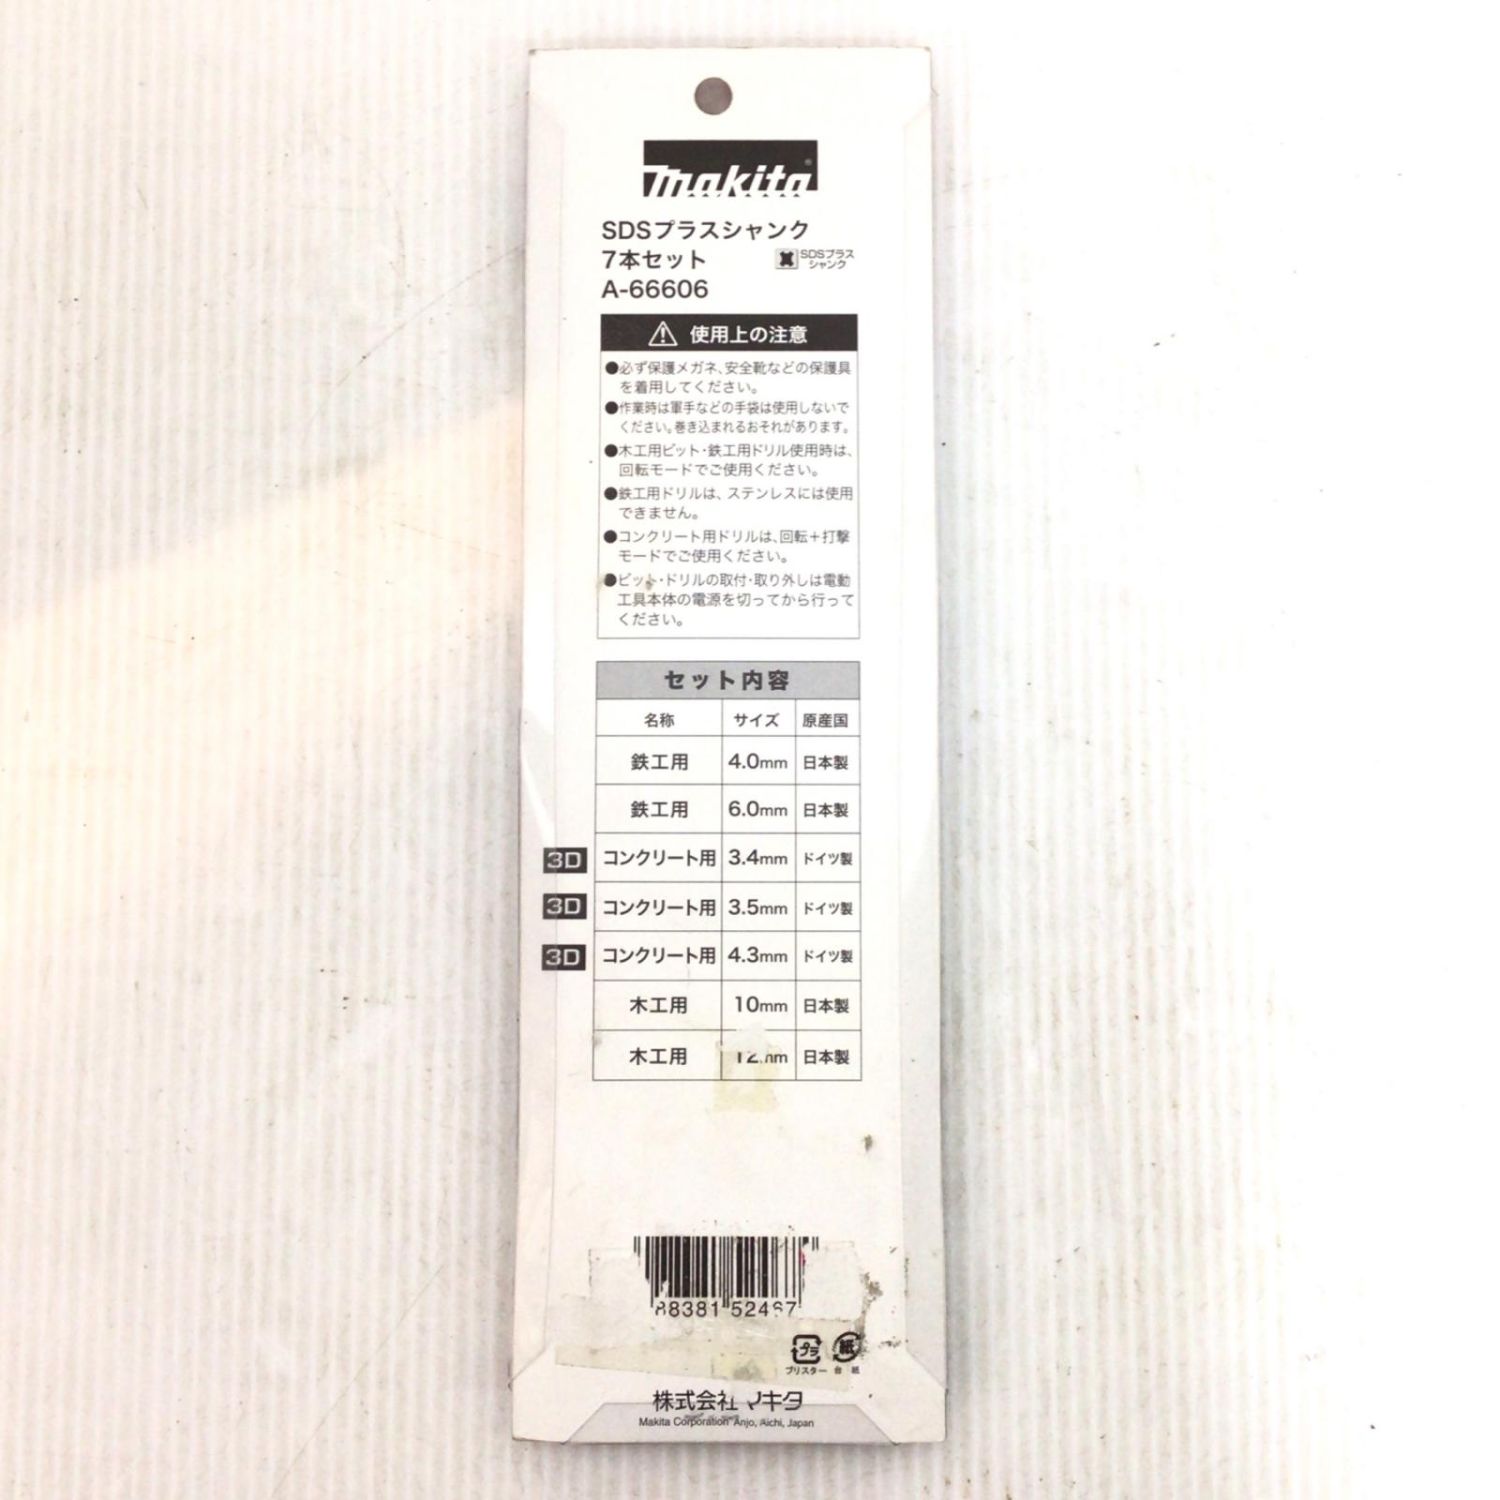 makita
SDSプラスシャンク
7本セット
SDSプラス
シャンク
A-66606
使用上の注意
●必ず保護メガネ、安全靴などの保護具
を着用してください。
●作業時は軍手などの手袋は使用しないで
ください。巻き込まれるおそれがあります。
●木工用ビット・鉄工用ドリル使用時は、
回転モードでご使用ください。
●鉄工用ドリルは、ステンレスには使用
できません。
●コンクリート用ドリルは、回転+打撃
モードでご使用ください。
●ビット・ドリルの取付・取り外しは電動
工具本体の電源を切ってから行って
ください。
セット内容
名称 サイズ 原産国
鉄工用 4.0mm 日本製
鉄工用 6.0mm 日本製
3D コンクリート用 3.4mm ドイツ製
3D コンクリート用 3.5mm ドイツ製
3D コンクリート用 4.3mm ドイツ製
木工用 10mm 日本製
木工用 12mm 日本製
88381 52467
プラ 紙
ブリスター 台紙
株式会社マキタ
Makita Corporation Anjo, Aichi, Japan